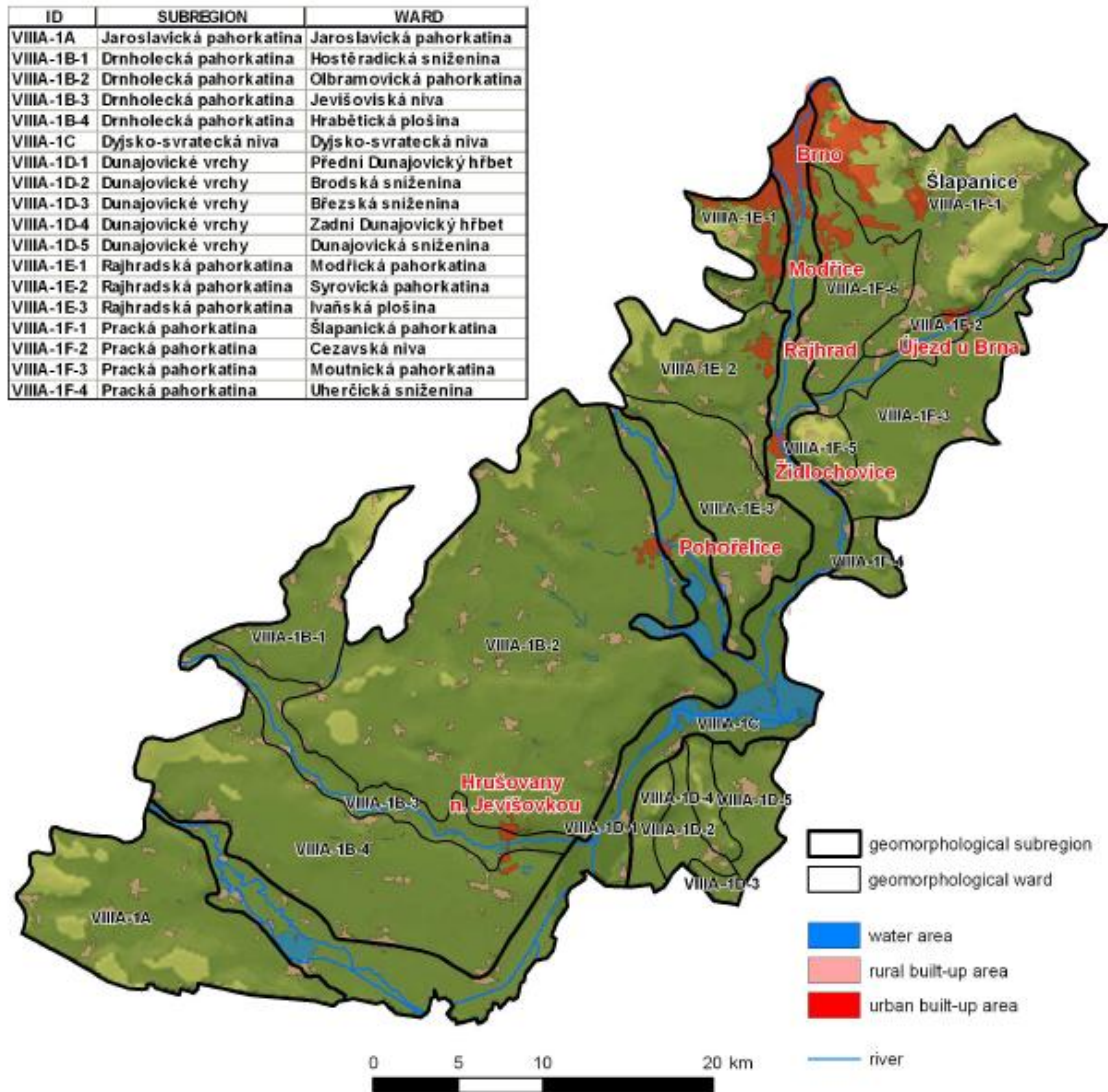 ID SUBREGION WARD
VIIIA-1A Jaroslavická pahorkatina Jaroslavická pahorkatina
VIIIA-1B-1 Drnholecká pahorkatina Hostěradická sníženina
VIIIA-1B-2 Drnholecká pahorkatina Olbramovická pahorkatina
VIIIA-1B-3 Drnholecká pahorkatina Jevišoviská niva
VIIIA-1B-4 Drnholecká pahorkatina Hrabětická plošina
VIIIA-1C Dyjsko-svratecká niva Dyjsko-svratecká niva
VIIIA-1D-1 Dunajovické vrchy Přední Dunajovický hřbet
VIIIA-1D-2 Dunajovické vrchy Brodská sníženina
VIIIA-1D-3 Dunajovické vrchy Březská sníženina
VIIIA-1D-4 Dunajovické vrchy Zadní Dunajovický hřbet
VIIIA-1D-5 Dunajovické vrchy Dunajovická sníženina
VIIIA-1E-1 Rajhradská pahorkatina Modřická pahorkatina
VIIIA-1E-2 Rajhradská pahorkatina Syrovická pahorkatina
VIIIA-1E-3 Rajhradská pahorkatina Ivaňská plošina
VIIIA-1F-1 Pracká pahorkatina Šlapanická pahorkatina
VIIIA-1F-2 Pracká pahorkatina Cezavská niva
VIIIA-1F-3 Pracká pahorkatina Moutnická pahorkatina
VIIIA-1F-4 Pracká pahorkatina Uherčická sníženina
Brno
Šlapanice
VIIIA-1F-1
VIIIA-1E-1
Modřice
VIIIA-1F-6
VIIIA-1F-2
Újezd u Brna
Rajhrad
VIIIA-1E-2
VIIIA-1F-3
VIIIA-1F-5
Židlochovice
VIIIA-1E-3
Pohořelice
VIIIA-1F-4
VIIIA-1B-1
VIIIA-1B-2
VIIIA-1C
Hrušovany
n. Jevišovkou
VIIIA-1B-3
VIIIA-1D-4
VIIIA-1D-5
VIIIA-1D-1
VIIIA-1D-2
VIIIA-1B-4
VIIIA-1D-3
VIIIA-1A
geomorphological subregion
geomorphological ward
water area
rural built-up area
urban built-up area
river
0 5 10 20 km